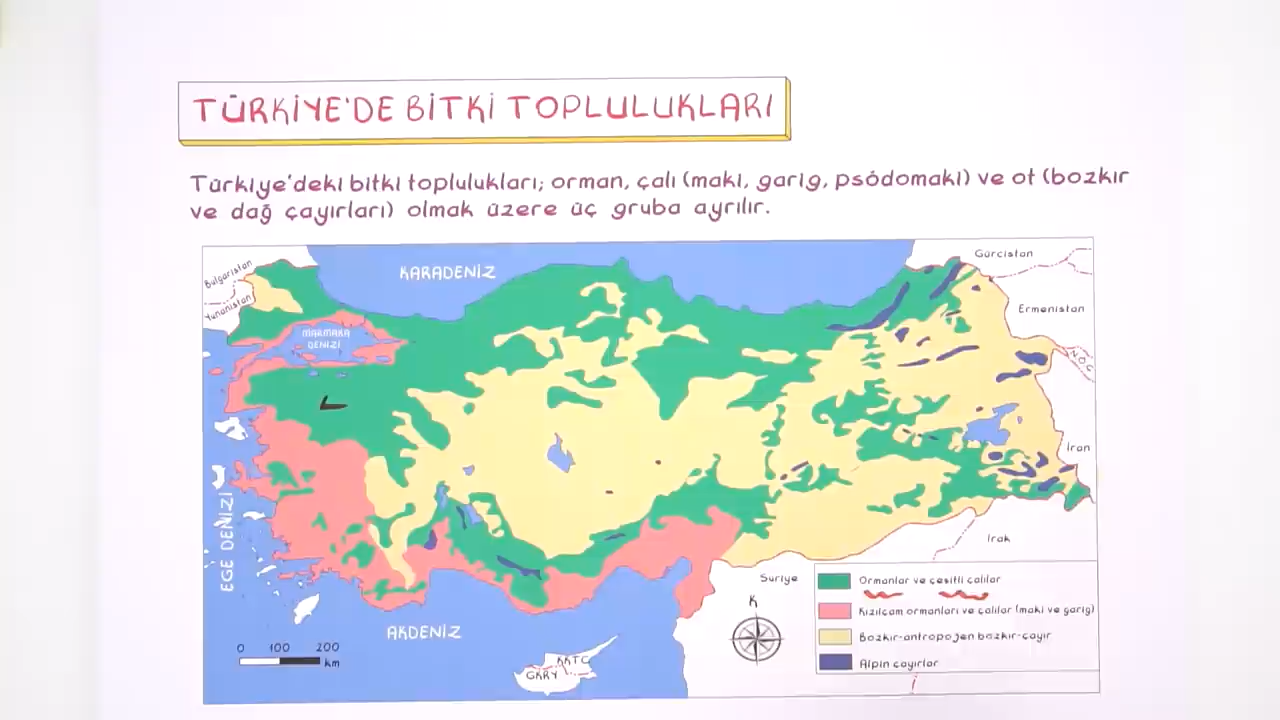 TÜRKİYE'DE BİTKİ TOPLULUKLARI
Türkiye'deki bitki toplulukları; orman, çalı (maki, garig, psödomaki) ve ot (bozkır
ve dağ çayırları) olmak üzere üç gruba ayrılır.
Bulgaristan
Yunanistan
KARADENİZ
Gürcistan
Ermenistan
MARMARA
DENİZİ
İran
EGE DENİZİ
Irak
Suriye
K
AKDENİZ
0 100 200
km
KKTC
GKRY
Ormanlar ve çeşitli çalılar
Kızılçam ormanları ve çalılar (maki ve garig)
Bozkır-antropojen bozkır-çayır
Alpin çayırlar